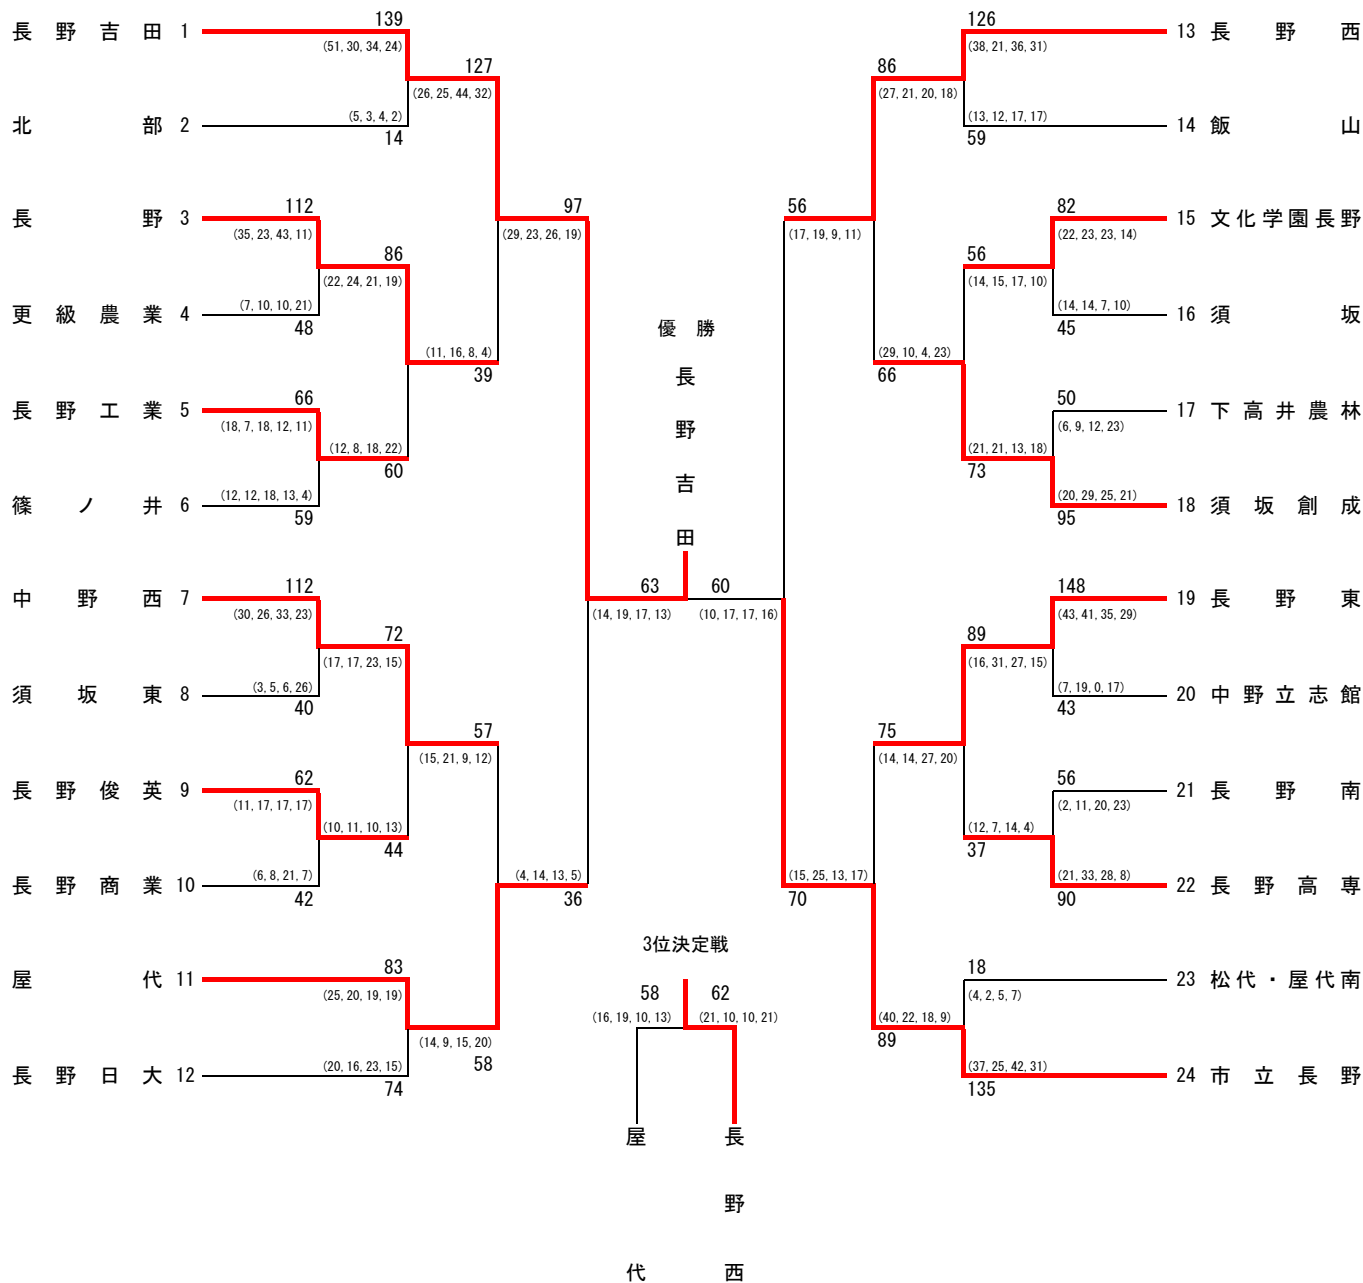 長野吉田 1
139
(51, 30, 34, 24)
127
(26, 25, 44, 32)
(5, 3, 4, 2)
北部 2
14
長野 3
112
(35, 23, 43, 11)
97
(29, 23, 26, 19)
86
(22, 24, 21, 19)
(7, 10, 10, 21)
更級農業 4
48
(11, 16, 8, 4)
39
長野工業 5
66
(18, 7, 18, 12, 11)
(12, 8, 18, 22)
60
(12, 12, 18, 13, 4)
篠ノ井 6
59
中野西 7
112
(30, 26, 33, 23)
72
(17, 17, 23, 15)
(3, 5, 6, 26)
須坂東 8
40
57
(15, 21, 9, 12)
長野俊英 9
62
(11, 17, 17, 17)
(10, 11, 10, 13)
44
(6, 8, 21, 7)
長野商業 10
42
(4, 14, 13, 5)
36
屋代 11
83
(25, 20, 19, 19)
(14, 9, 15, 20)
58
(20, 16, 23, 15)
長野日大 12
74
優勝
長野吉田
63
(14, 19, 17, 13)
60
(10, 17, 17, 16)
3位決定戦
58
(16, 19, 10, 13)
62
(21, 10, 10, 21)
屋代
長野西
126
13 長野西
(38, 21, 36, 31)
86
(27, 21, 20, 18)
(13, 12, 17, 17)
14 飯山
59
56
(17, 19, 9, 11)
82
15 文化学園長野
(22, 23, 23, 14)
56
(14, 15, 17, 10)
(14, 14, 7, 10)
16 須坂
45
(29, 10, 4, 23)
66
50
17 下高井農林
(6, 9, 12, 23)
(21, 21, 13, 18)
73
(20, 29, 25, 21)
18 須坂創成
95
148
19 長野東
(43, 41, 35, 29)
89
(16, 31, 27, 15)
(7, 19, 0, 17)
20 中野立志館
43
75
(14, 14, 27, 20)
56
21 長野南
(2, 11, 20, 23)
(12, 7, 14, 4)
37
(21, 33, 28, 8)
22 長野高専
90
(15, 25, 13, 17)
70
18
23 松代・屋代南
(4, 2, 5, 7)
(40, 22, 18, 9)
89
(37, 25, 42, 31)
24 市立長野
135